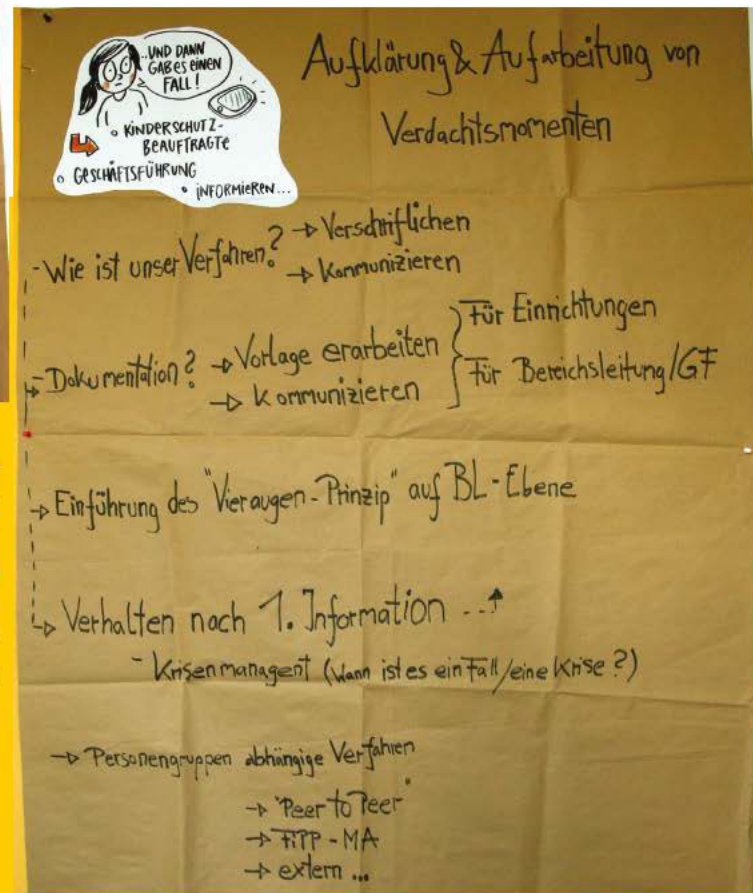 ...UND DANN
GAB ES EINEN
FALL!
• KINDERSCHUTZ-
BEAUFTRAGTE
• GESCHÄFTSFÜHRUNG
• INFORMIEREN...
Aufklärung & Aufarbeitung von
Verdachtsmomenten
- Wie ist unser Verfahren? → Verschriflichen
→ Kommunizieren
- Dokumentation? → Vorlage erarbeiten
→ Kommunizieren
Für Einrichtungen
Für Bereichsleitung/GF
→ Einführung des "Vieraugen-Prinzip" auf BL-Ebene
→ Verhalten nach 1. Information ...
- Krisenmanagent (Wann ist es ein Fall/eine Krise?)
→ Personengruppen abhängige Verfahren
→ "Peer to Peer"
→ FiPP-MA
→ extern ...